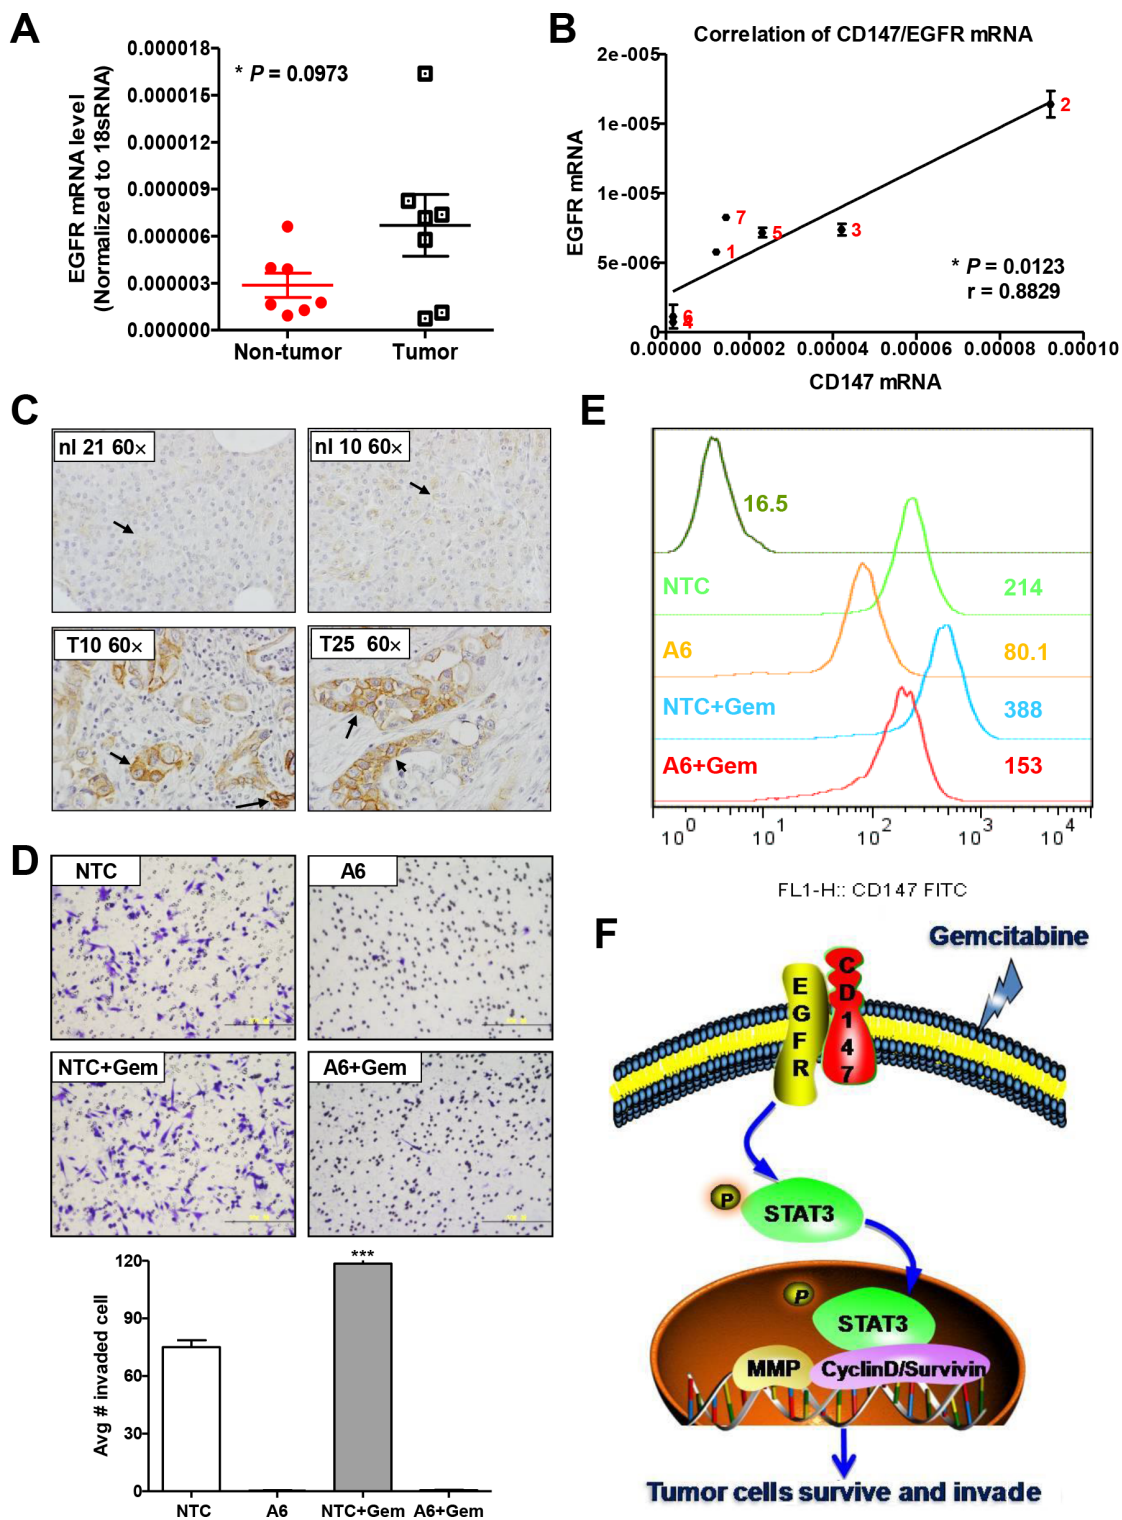 A
0.000018
0.000015
0.000012
0.000009
0.000006
0.000003
0.000000
EGFR mRNA level
(Normalized to 18sRNA)
* P = 0.0973
Non-tumor
Tumor
B
Correlation of CD147/EGFR mRNA
2e-005
1e-005
1e-005
5e-006
0
EGFR mRNA
2
7
5
3
1
6
4
* P = 0.0123
r = 0.8829
0.00000
0.00002
0.00004
0.00006
0.00008
0.00010
CD147 mRNA
C
nl 21 60×
nl 10 60×
T10 60×
T25 60×
D
NTC
A6
NTC+Gem
A6+Gem
***
120
90
60
30
0
Avg # invaded cell
NTC
A6
NTC+Gem
A6+Gem
E
16.5
NTC
214
A6
80.1
NTC+Gem
388
A6+Gem
153
10^0
10^1
10^2
10^3
10^4
FL1-H:: CD147 FITC
F
Gemcitabine
EGFR
CD147
P
STAT3
P
STAT3
MMP
CyclinD/Survivin
Tumor cells survive and invade